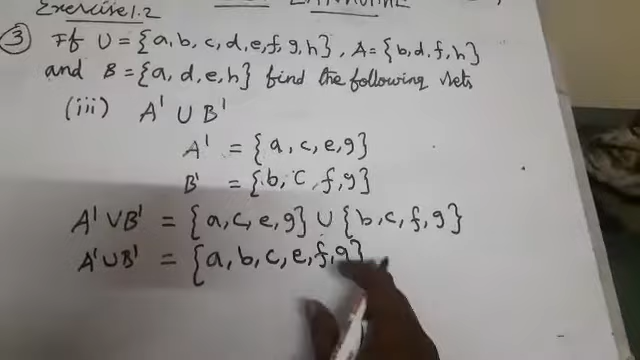 Exercise 1.2
③ If U = {a, b, c, d, e, f, g, h}, A = {b, d, f, h}
and B = {a, d, e, h} find the following sets
(iii) A' ∪ B'
A' = {a, c, e, g}
B' = {b, c, f, g}
A' ∪ B' = {a, c, e, g} ∪ {b, c, f, g}
A' ∪ B' = {a, b, c, e, f, g}